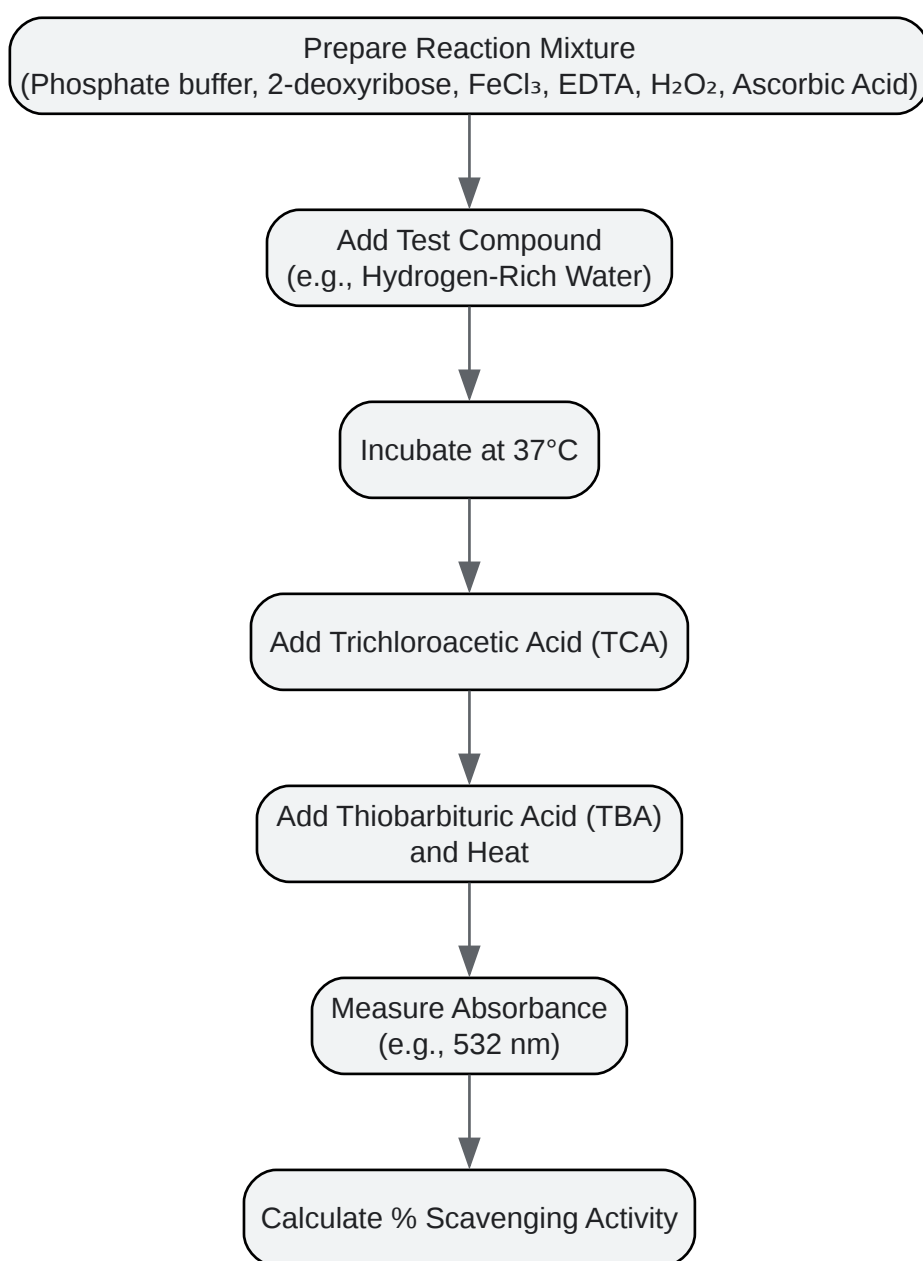 Prepare Reaction Mixture
(Phosphate buffer, 2-deoxyribose, FeCl₃, EDTA, H₂O₂, Ascorbic Acid)
Add Test Compound
(e.g., Hydrogen-Rich Water)
Incubate at 37°C
Add Trichloroacetic Acid (TCA)
Add Thiobarbituric Acid (TBA)
and Heat
Measure Absorbance
(e.g., 532 nm)
Calculate % Scavenging Activity